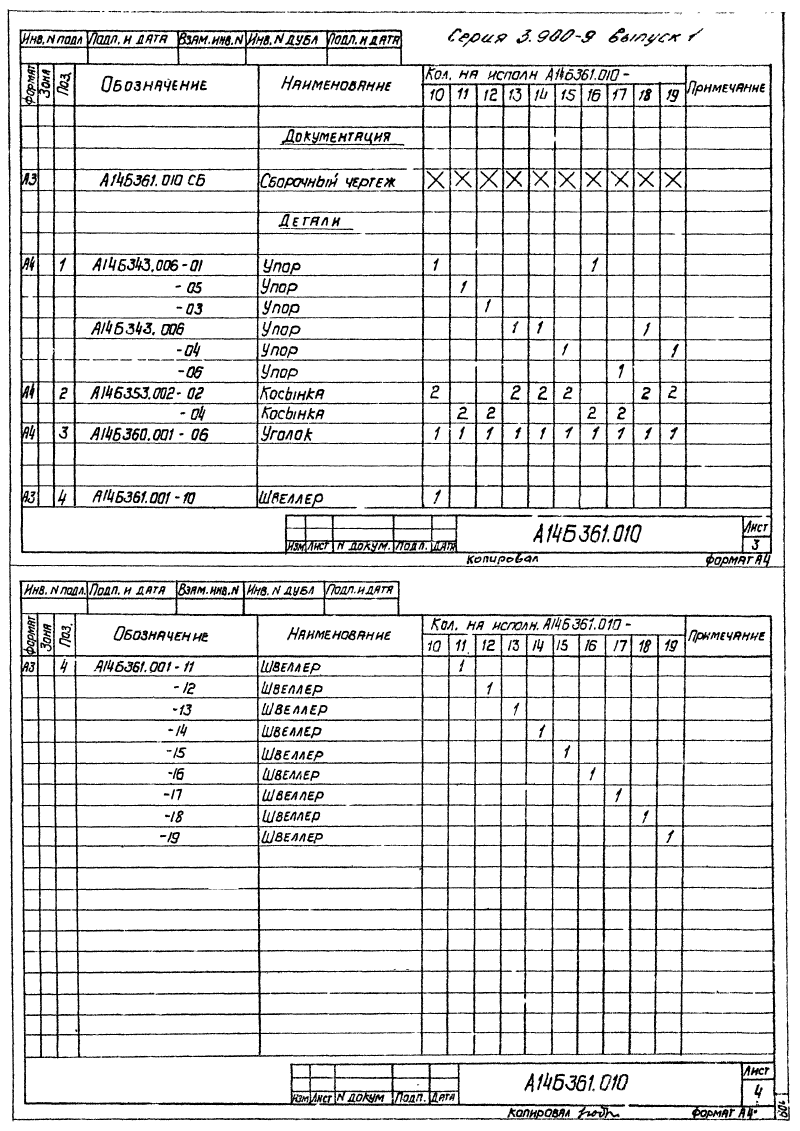 Серия 3.900-9 выпуск 1
Инв. N подл Подп. и дата Взам. инв. N Инв. N дубл Подп. и дата
Формат Зона Поз. Обозначение Наименование Кол. на исполн А14Б361.010 - Примечание
10 11 12 13 14 15 16 17 18 19
Документация
А3 А14Б361.010 СБ Сборочный чертеж X X X X X X X X X X
Детали
А4 1 А14Б343.006-01 Упор 1 1
-05 Упор 1
-03 Упор 1
А14Б343.006 Упор 1 1 1
-04 Упор 1 1
-06 Упор 1
А4 2 А14Б353.002-02 Косынка 2 2 2 2 2 2
-04 Косынка 2 2 2 2
А4 3 А14Б360.001-06 Уголок 1 1 1 1 1 1 1 1 1 1
А3 4 А14Б361.001-10 Швеллер 1
Изм Лист N докум. Подп. Дата А14Б361.010 Лист 3
Копировал Формат А4
Инв. N подл. Подп. и дата Взам. инв. N Инв. N дубл Подп. и дата
Формат Зона Поз. Обозначение Наименование Кол. на исполн. А14Б361.010 - Примечание
10 11 12 13 14 15 16 17 18 19
А3 4 А14Б361.001-11 Швеллер 1
-12 Швеллер 1
-13 Швеллер 1
-14 Швеллер 1
-15 Швеллер 1
-16 Швеллер 1
-17 Швеллер 1
-18 Швеллер 1
-19 Швеллер 1
Изм Лист N докум Подп. Дата А14Б361.010 Лист 4
Копировал Формат А4